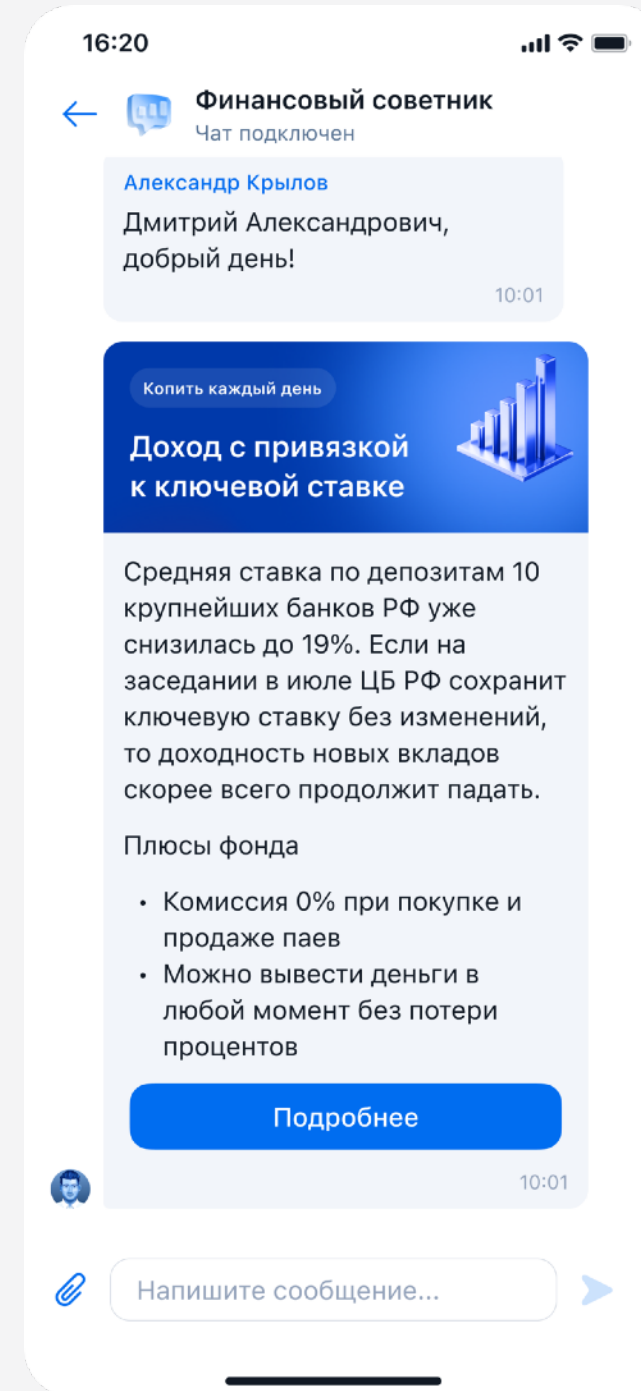 16:20
Финансовый советник
Чат подключен
Александр Крылов
Дмитрий Александрович,
добрый день!
10:01
Копить каждый день
Доход с привязкой
к ключевой ставке
Средняя ставка по депозитам 10
крупнейших банков РФ уже
снизилась до 19%. Если на
заседании в июле ЦБ РФ сохранит
ключевую ставку без изменений,
то доходность новых вкладов
скорее всего продолжит падать.
Плюсы фонда
• Комиссия 0% при покупке и
продаже паев
• Можно вывести деньги в
любой момент без потери
процентов
Подробнее
10:01
Напишите сообщение...